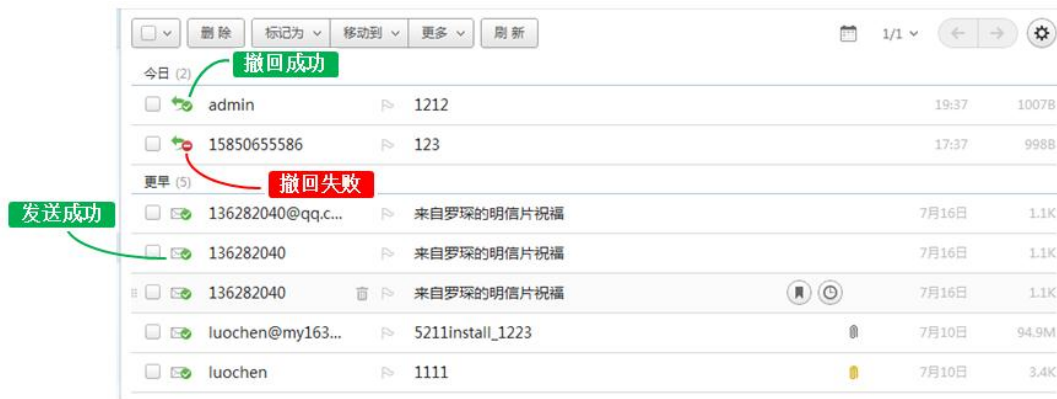 删 除 标记为 移动到 更多 刷 新 1/1
撤回成功
今日 (2)
admin 1212 19:37 1007B
15850655586 123 17:37 998B
撤回失败
更早 (5)
发送成功
136282040@qq.c... 来自罗琛的明信片祝福 7月16日 1.1K
136282040 来自罗琛的明信片祝福 7月16日 1.1K
136282040 来自罗琛的明信片祝福 7月16日 1.1K
luochen@my163... 5211install_1223 7月10日 94.9M
luochen 1111 7月10日 3.4K